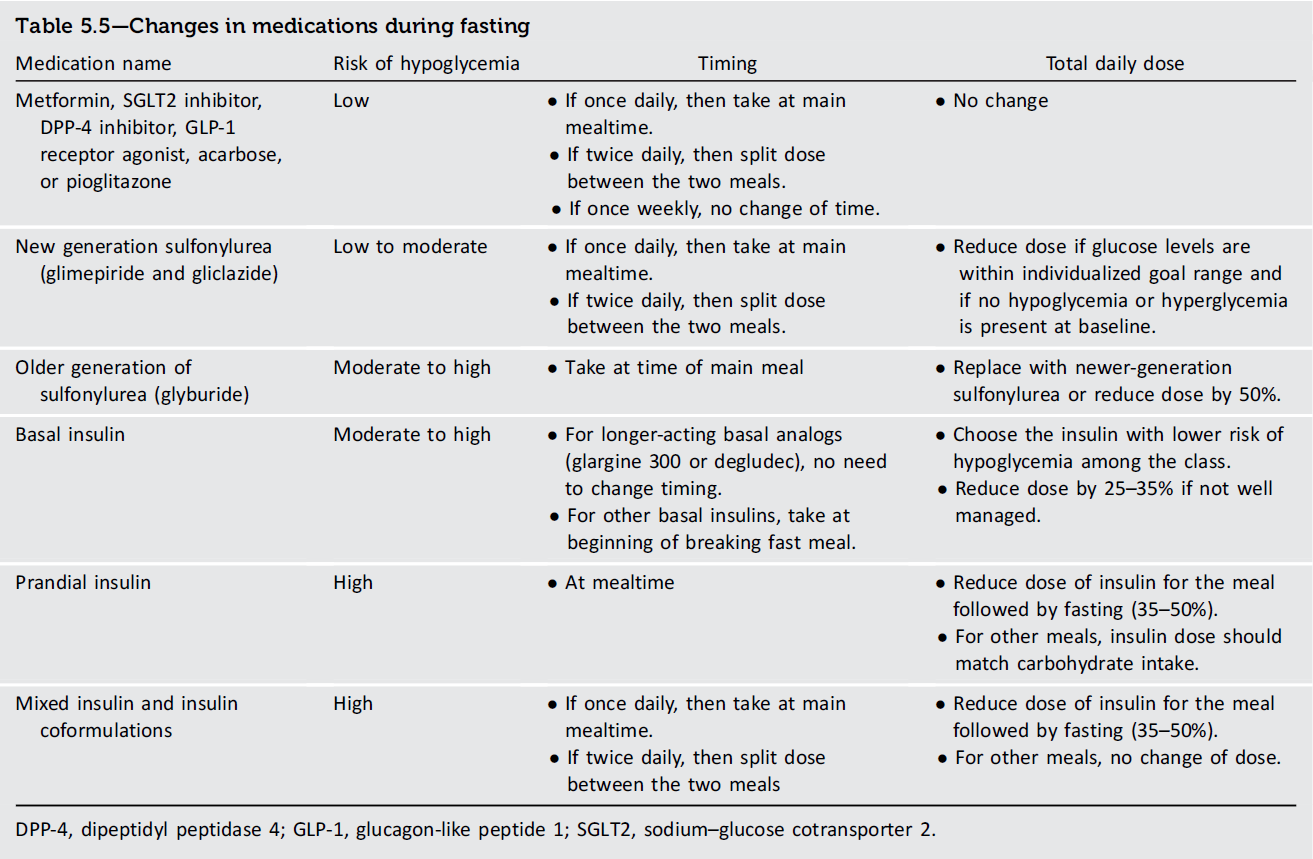 Table 5.5—Changes in medications during fasting
Medication name Risk of hypoglycemia Timing Total daily dose
Metformin, SGLT2 inhibitor,
DPP-4 inhibitor, GLP-1
receptor agonist, acarbose,
or pioglitazone
Low
● If once daily, then take at main
mealtime.
● If twice daily, then split dose
between the two meals.
● If once weekly, no change of time.
● No change
New generation sulfonylurea
(glimepiride and gliclazide)
Low to moderate
● If once daily, then take at main
mealtime.
● If twice daily, then split dose
between the two meals.
● Reduce dose if glucose levels are
within individualized goal range and
if no hypoglycemia or hyperglycemia
is present at baseline.
Older generation of
sulfonylurea (glyburide)
Moderate to high
● Take at time of main meal
● Replace with newer-generation
sulfonylurea or reduce dose by 50%.
Basal insulin
Moderate to high
● For longer-acting basal analogs
(glargine 300 or degludec), no need
to change timing.
● For other basal insulins, take at
beginning of breaking fast meal.
● Choose the insulin with lower risk of
hypoglycemia among the class.
● Reduce dose by 25–35% if not well
managed.
Prandial insulin
High
● At mealtime
● Reduce dose of insulin for the meal
followed by fasting (35–50%).
● For other meals, insulin dose should
match carbohydrate intake.
Mixed insulin and insulin
coformulations
High
● If once daily, then take at main
mealtime.
● If twice daily, then split dose
between the two meals
● Reduce dose of insulin for the meal
followed by fasting (35–50%).
● For other meals, no change of dose.
DPP-4, dipeptidyl peptidase 4; GLP-1, glucagon-like peptide 1; SGLT2, sodium–glucose cotransporter 2.